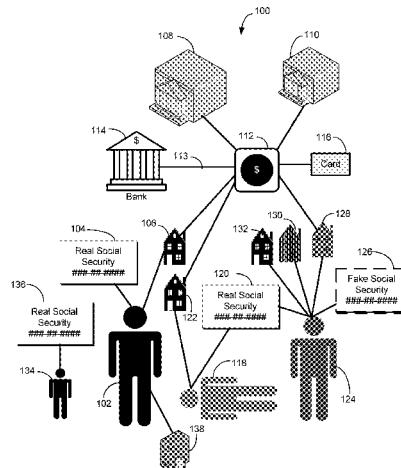 100
108
110
114
$
112
116
113
$
Card
Bank
104
106
128
130
132
Real Social
Security
###-##-####
126
120
136
Real Social
Security
###-##-####
Fake Social
Security
###-##-####
122
Real Social
Security
###-##-####
134
102
118
124
138